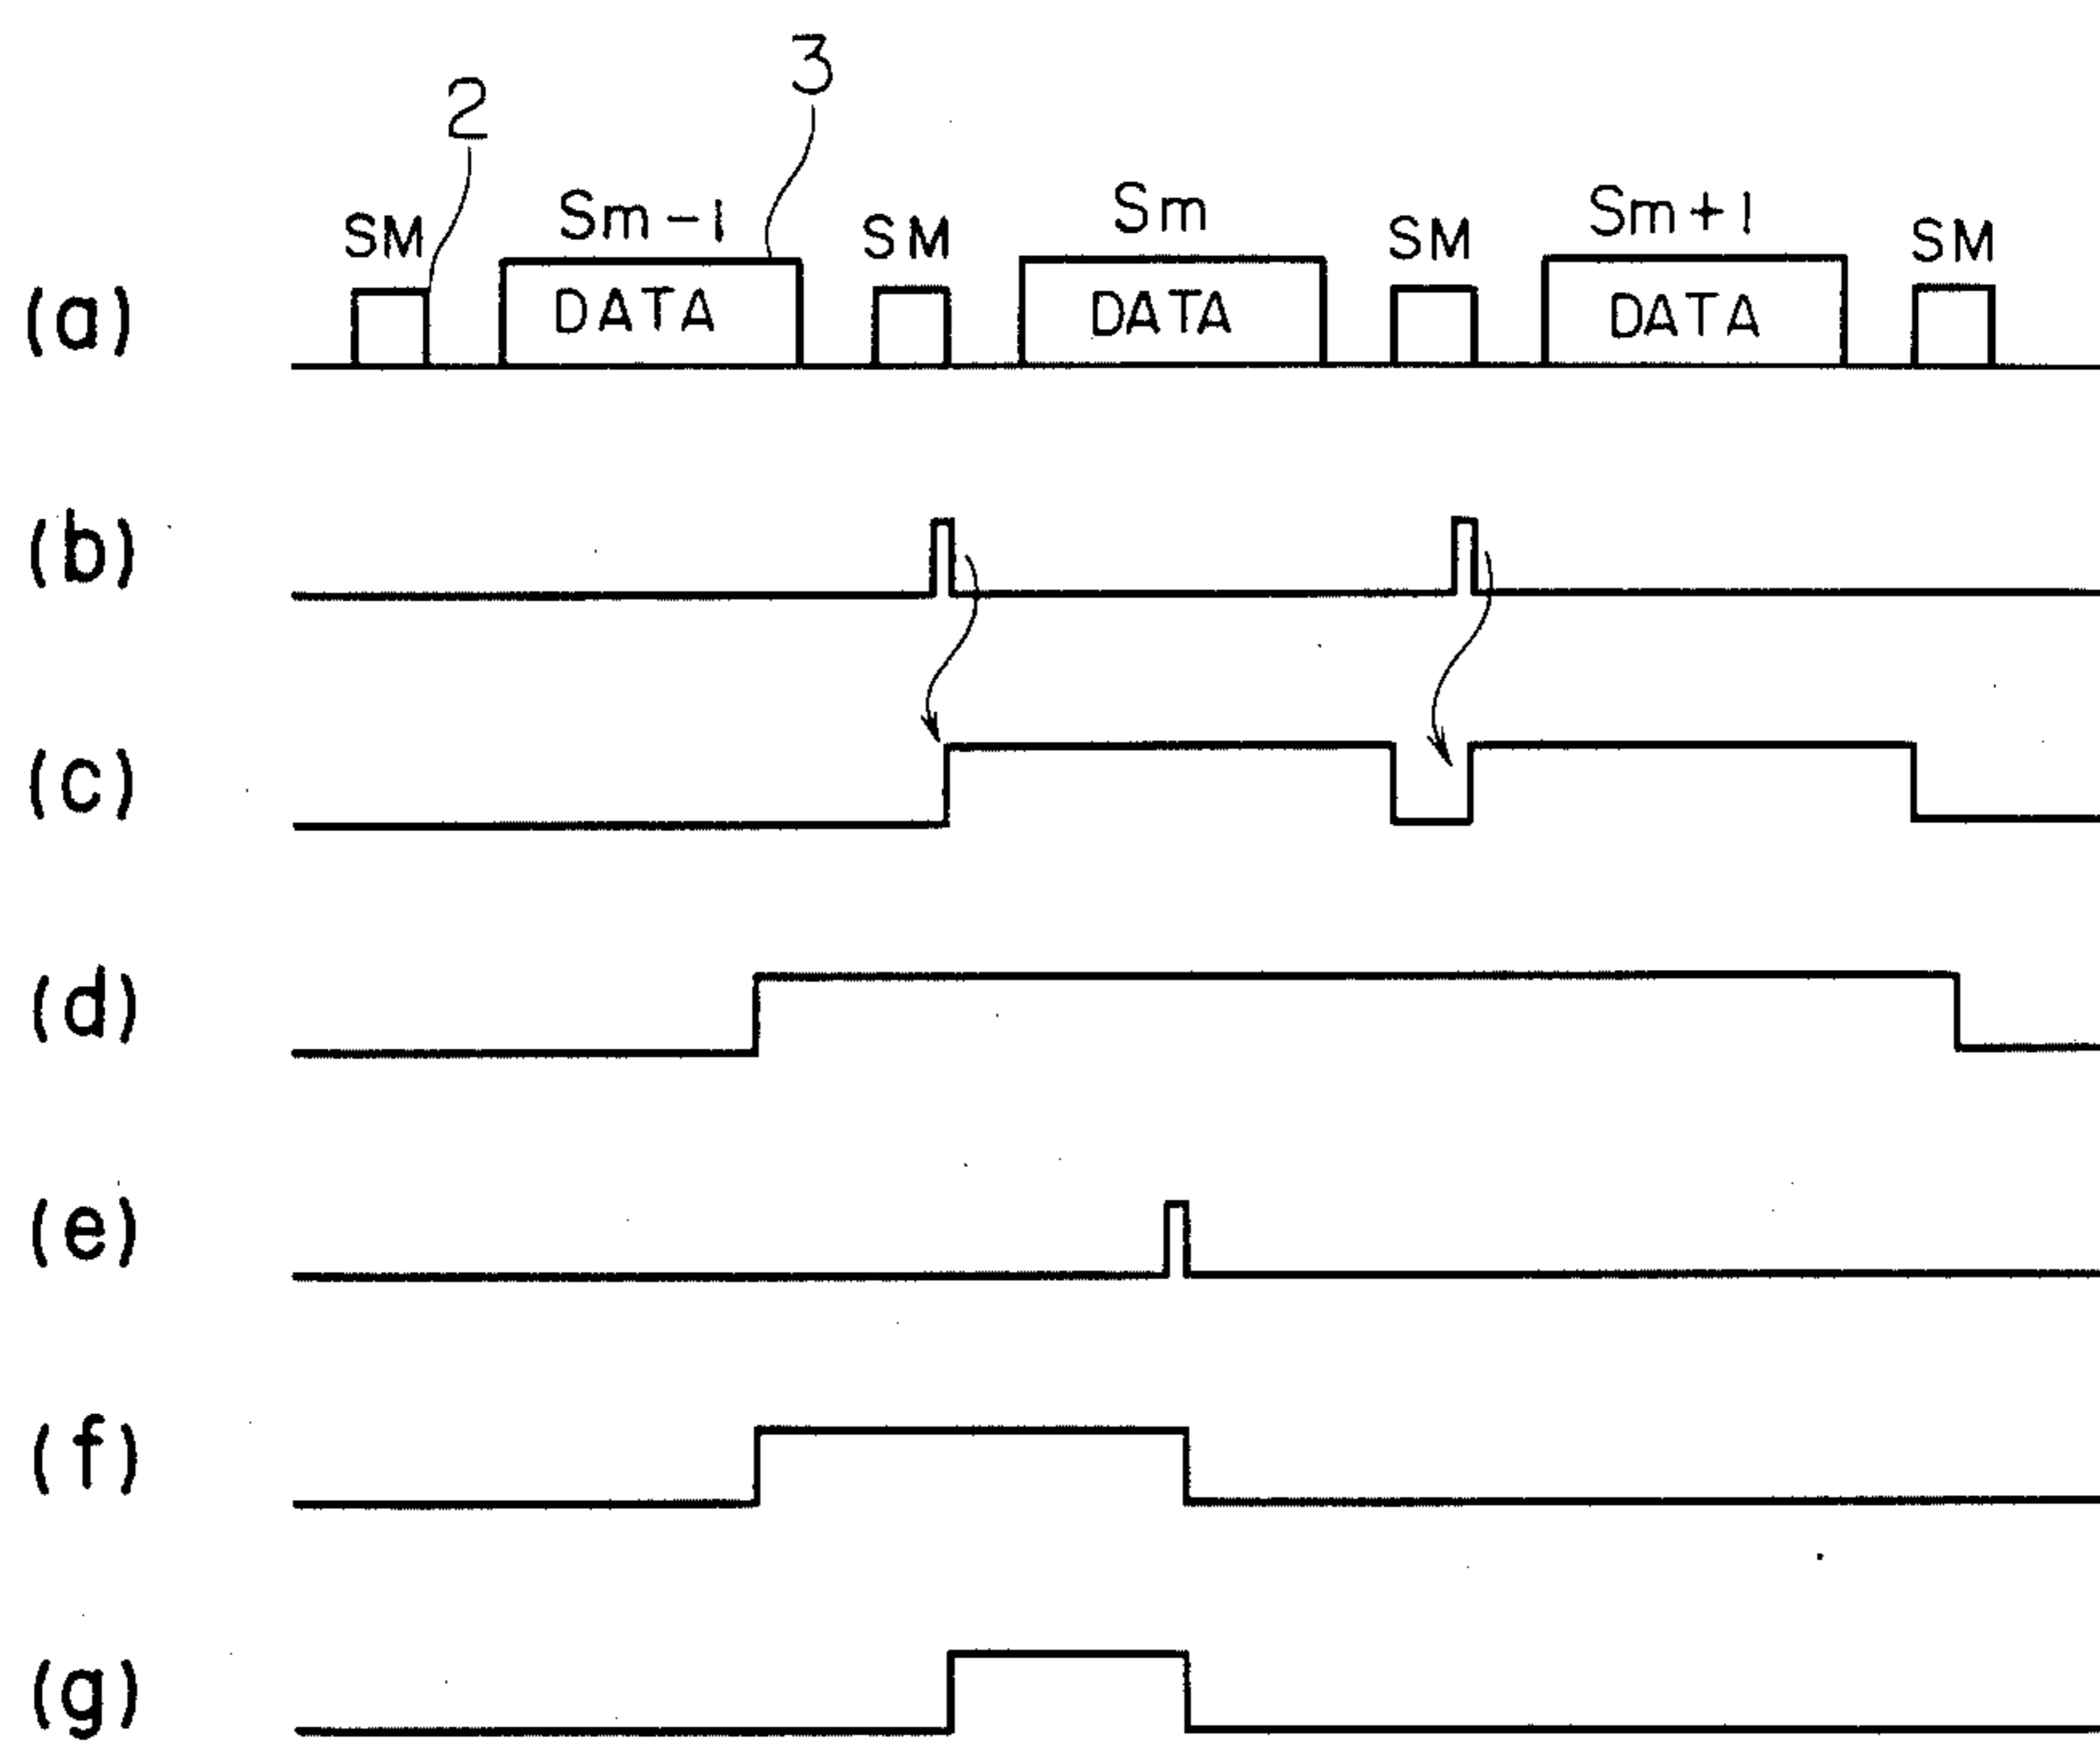 2 3
SM Sm-1 SM Sm SM Sm+1 SM
(a) DATA DATA DATA
(b)
(c)
(d)
(e)
(f)
(g)